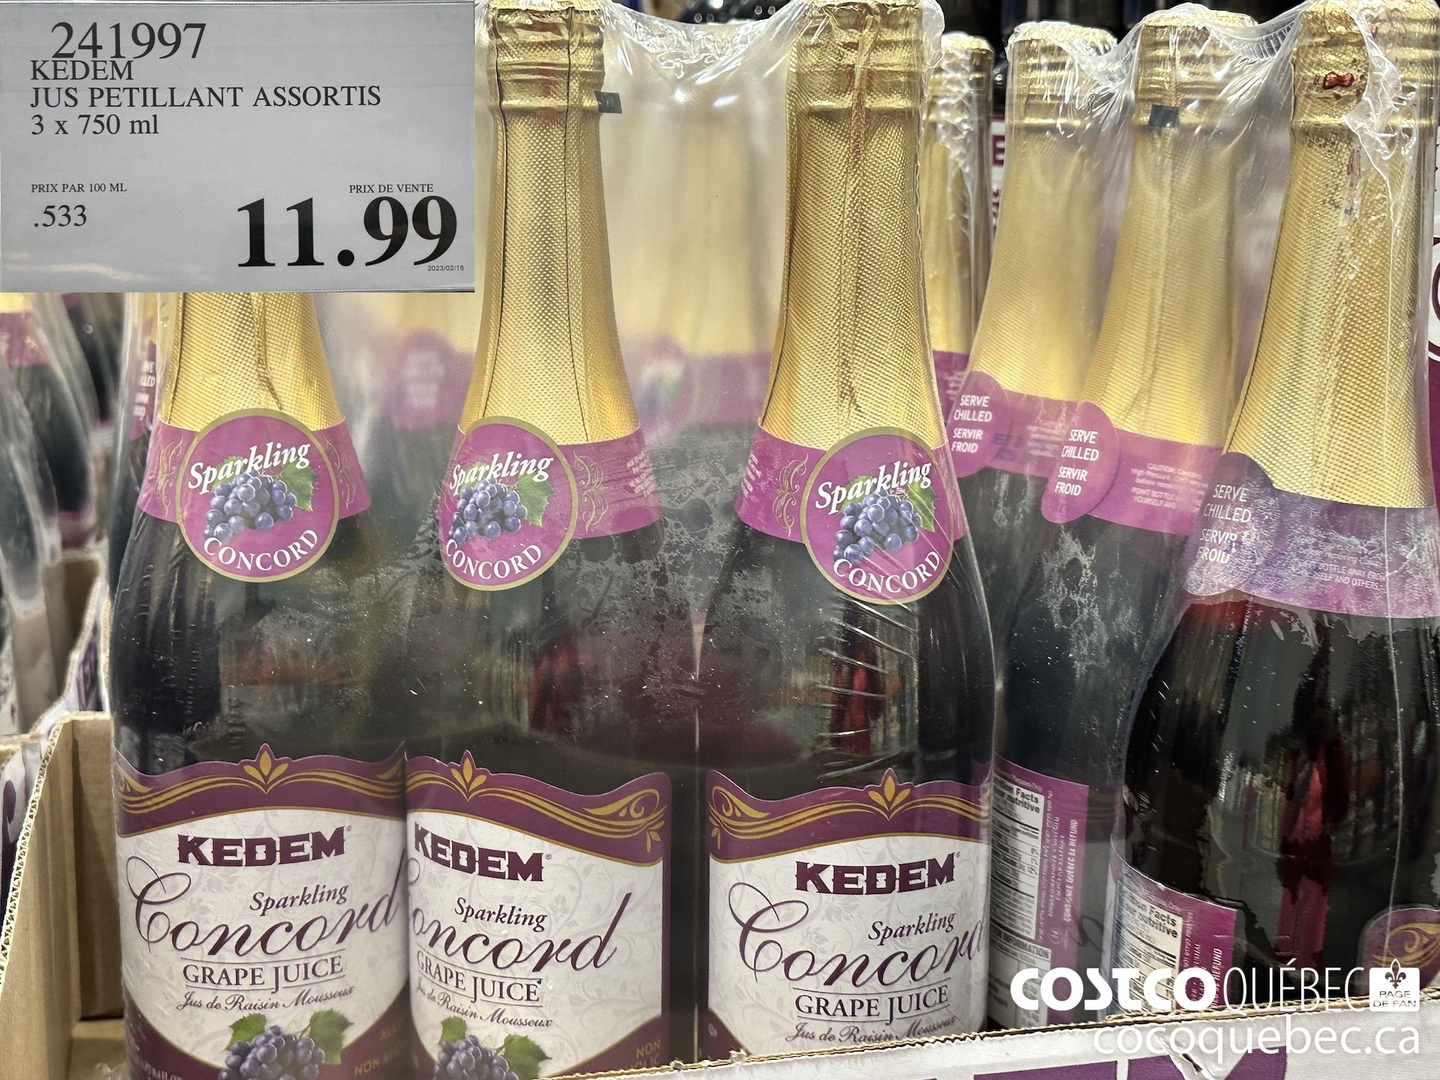 241997
KEDEM
JUS PETILLANT ASSORTIS
3 x 750 ml
PRIX PAR 100 ML
PRIX DE VENTE
.533
11.99
2023/02/15
Sparkling
CONCORD
Sparkling
CONCORD
Sparkling
CONCORD
SERVE
CHILLED
SERVIR
FROID
SERVE
CHILLED
SERVIR
FROID
SERVE
CHILLED
SERVIR
FROID
KEDEM
Sparkling
Concord
GRAPE JUICE
Jus de Raisin Mousseux
KEDEM
Sparkling
Concord
GRAPE JUICE
Jus de Raisin Mousseux
NON
KEDEM
Sparkling
Concord
GRAPE JUICE
Jus de Raisin Mousseux
COSTCO QUÉBEC
PAGE
DE FAN
cocoquebec.ca